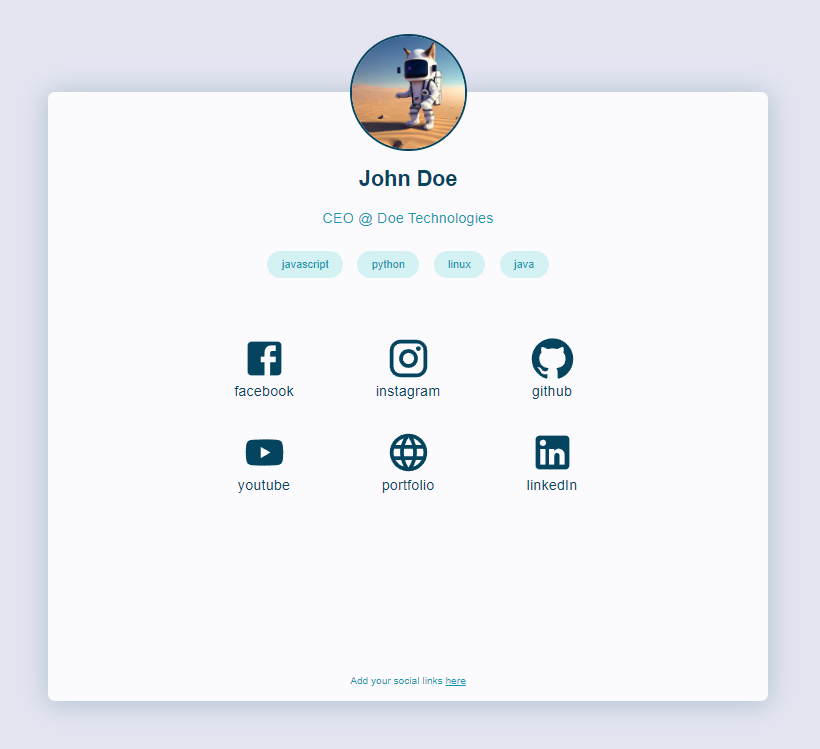 John Doe
CEO @ Doe Technologies
javascript python linux java
facebook instagram github
youtube portfolio linkedIn
Add your social links here